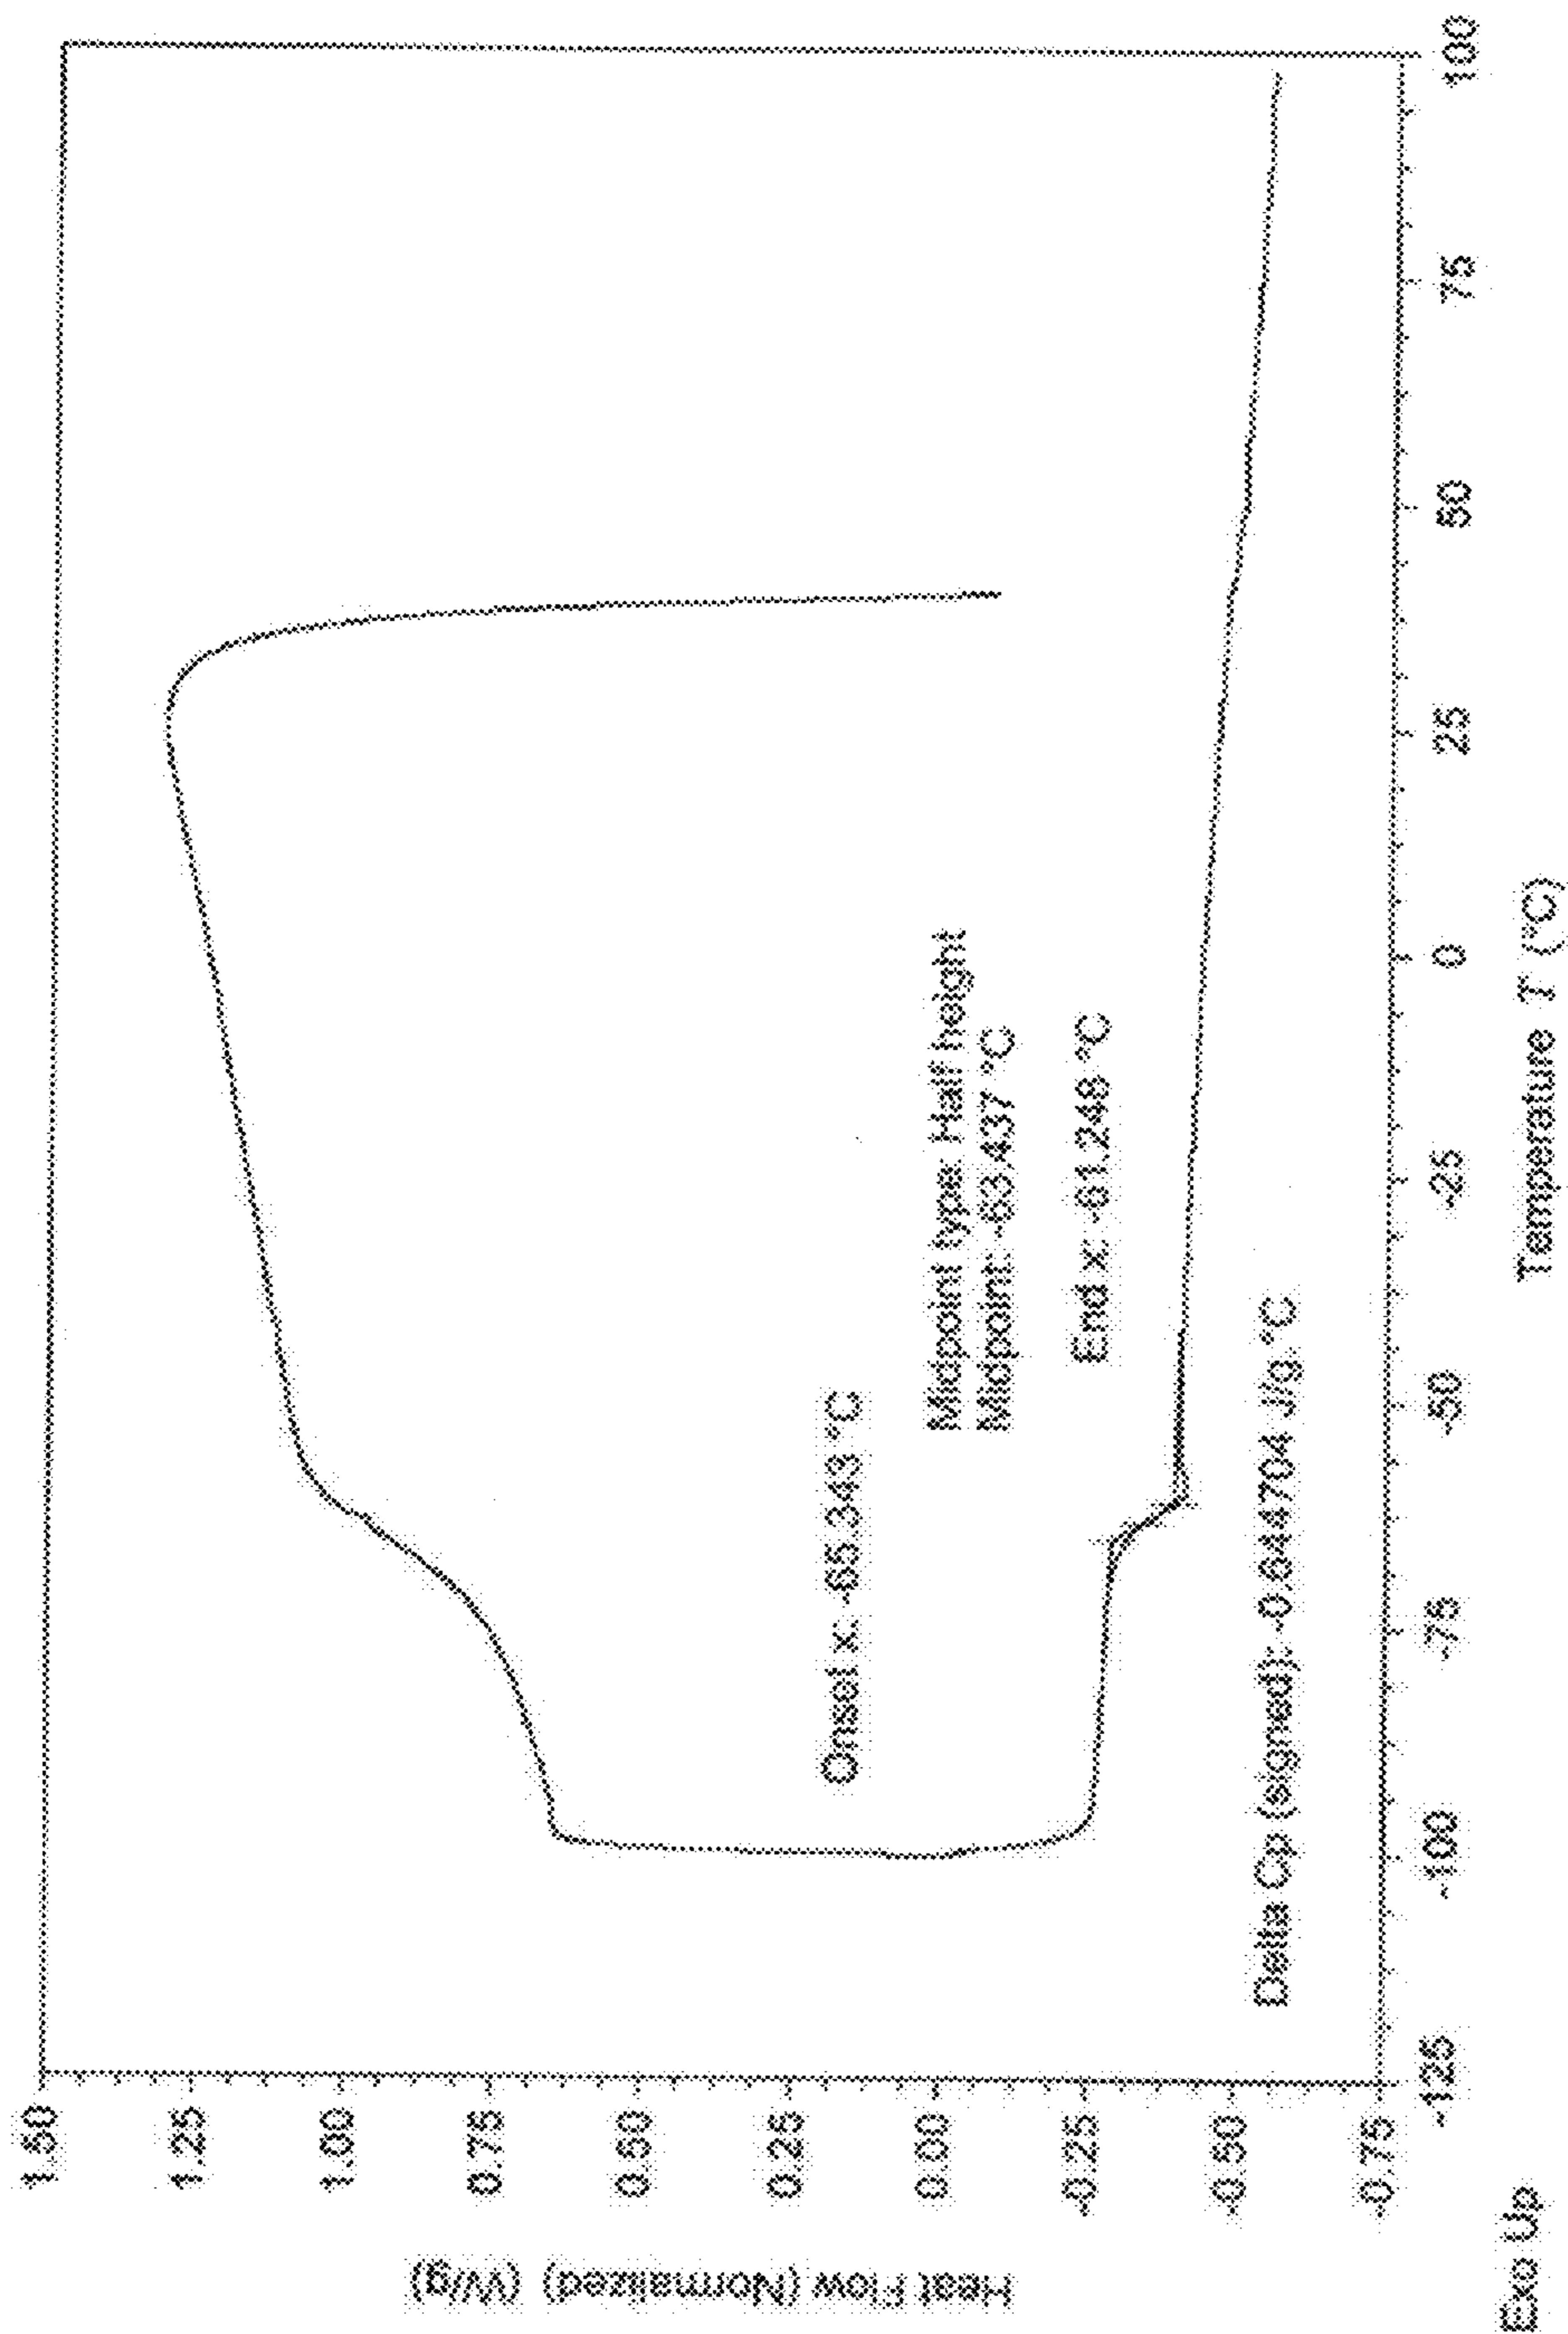 Heat Flow (Normalized) (W/g)
1.50
1.25
1.00
0.75
0.50
0.25
0.00
-0.25
-0.50
-0.75
Onset x: -65.343 °C
Midpoint type: Half height
Midpoint: -63.437 °C
End x: -61.248 °C
Delta Cp (signed): -0.644704 J/g °C
-125
-100
-75
-50
-25
0
25
50
75
100
Exo Up
Temperature T (°C)